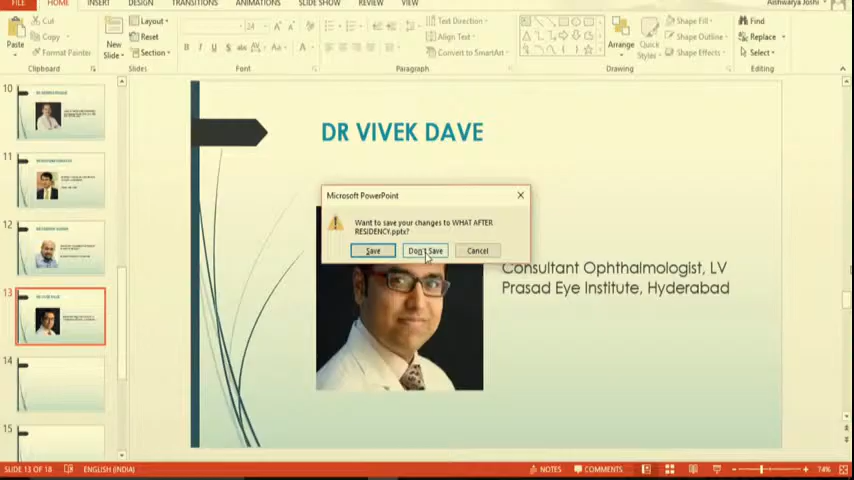 FILE HOME INSERT DESIGN TRANSITIONS ANIMATIONS SLIDE SHOW REVIEW VIEW Aishwarya Joshi
Cut
Copy
Format Painter
Paste
Clipboard
New
Slide
Layout
Reset
Section
Slides
24
B I U S abc AV Aa A
Font
Text Direction
Align Text
Convert to SmartArt
Paragraph
Arrange
Quick
Styles
Shape Fill
Shape Outline
Shape Effects
Drawing
Find
Replace
Select
Editing
10
11
12
13
14
15
DR VIVEK DAVE
Microsoft PowerPoint
Want to save your changes to WHAT AFTER
RESIDENCY.pptx?
Save Don't Save Cancel
Consultant Ophthalmologist, LV
Prasad Eye Institute, Hyderabad
SLIDE 13 OF 18 ENGLISH (INDIA) NOTES COMMENTS 74%